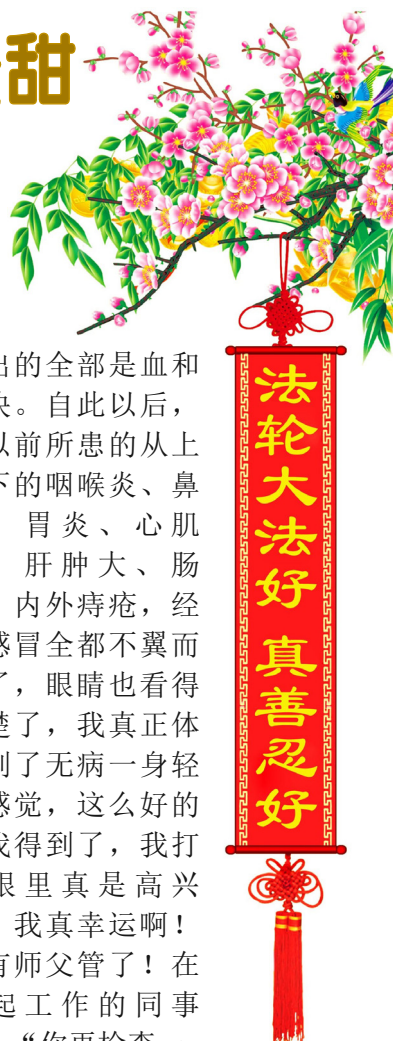 甜
出的全部是血和
块。自此以后，
以前所患的从上
下的咽喉炎、鼻
胃炎、心肌
肝肿大、肠
内外痔疮，经
感冒全都不翼而
了，眼睛也看得
楚了，我真正体
到了无病一身轻
感觉，这么好的
我得到了，我打
眼里真是高兴
我真幸运啊！
有师父管了！在
起工作的同事
“你再检查
法轮大法好 真善忍好